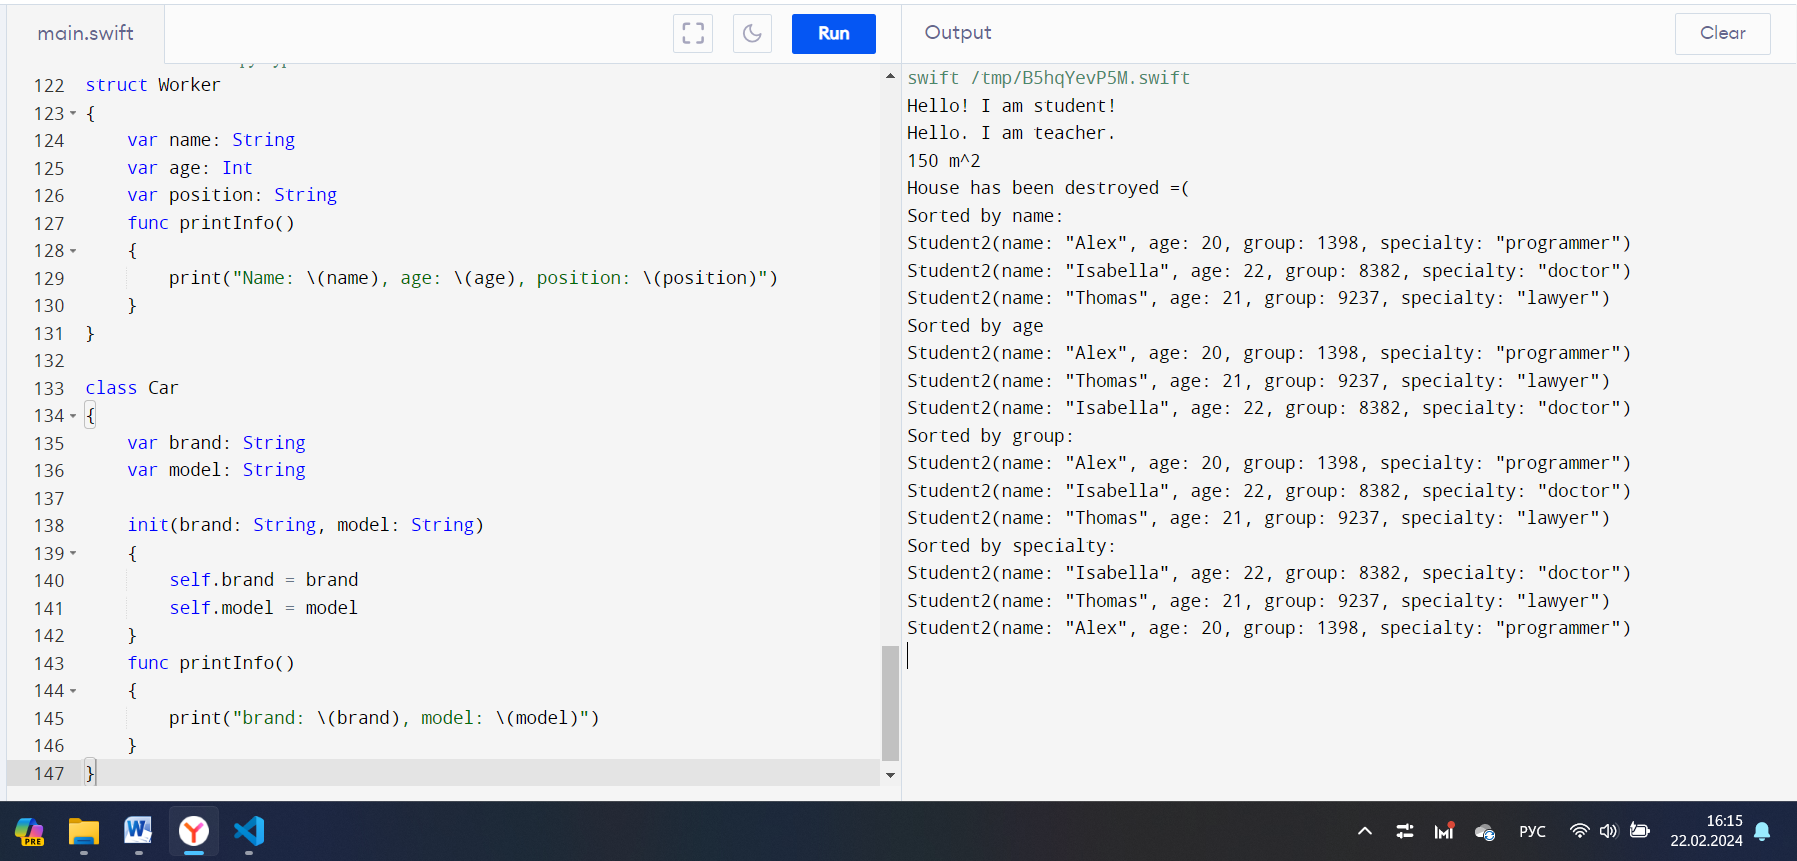 main.swift
Run
122 struct Worker
123 {
124 var name: String
125 var age: Int
126 var position: String
127 func printInfo()
128 {
129 print("Name: \(name), age: \(age), position: \(position)")
130 }
131 }
132
133 class Car
134 {
135 var brand: String
136 var model: String
137
138 init(brand: String, model: String)
139 {
140 self.brand = brand
141 self.model = model
142 }
143 func printInfo()
144 {
145 print("brand: \(brand), model: \(model)")
146 }
147 }
Output
Clear
swift /tmp/B5hqYevP5M.swift
Hello! I am student!
Hello. I am teacher.
150 m^2
House has been destroyed =(
Sorted by name:
Student2(name: "Alex", age: 20, group: 1398, specialty: "programmer")
Student2(name: "Isabella", age: 22, group: 8382, specialty: "doctor")
Student2(name: "Thomas", age: 21, group: 9237, specialty: "lawyer")
Sorted by age
Student2(name: "Alex", age: 20, group: 1398, specialty: "programmer")
Student2(name: "Thomas", age: 21, group: 9237, specialty: "lawyer")
Student2(name: "Isabella", age: 22, group: 8382, specialty: "doctor")
Sorted by group:
Student2(name: "Alex", age: 20, group: 1398, specialty: "programmer")
Student2(name: "Isabella", age: 22, group: 8382, specialty: "doctor")
Student2(name: "Thomas", age: 21, group: 9237, specialty: "lawyer")
Sorted by specialty:
Student2(name: "Isabella", age: 22, group: 8382, specialty: "doctor")
Student2(name: "Thomas", age: 21, group: 9237, specialty: "lawyer")
Student2(name: "Alex", age: 20, group: 1398, specialty: "programmer")
PRE
РУС
16:15
22.02.2024